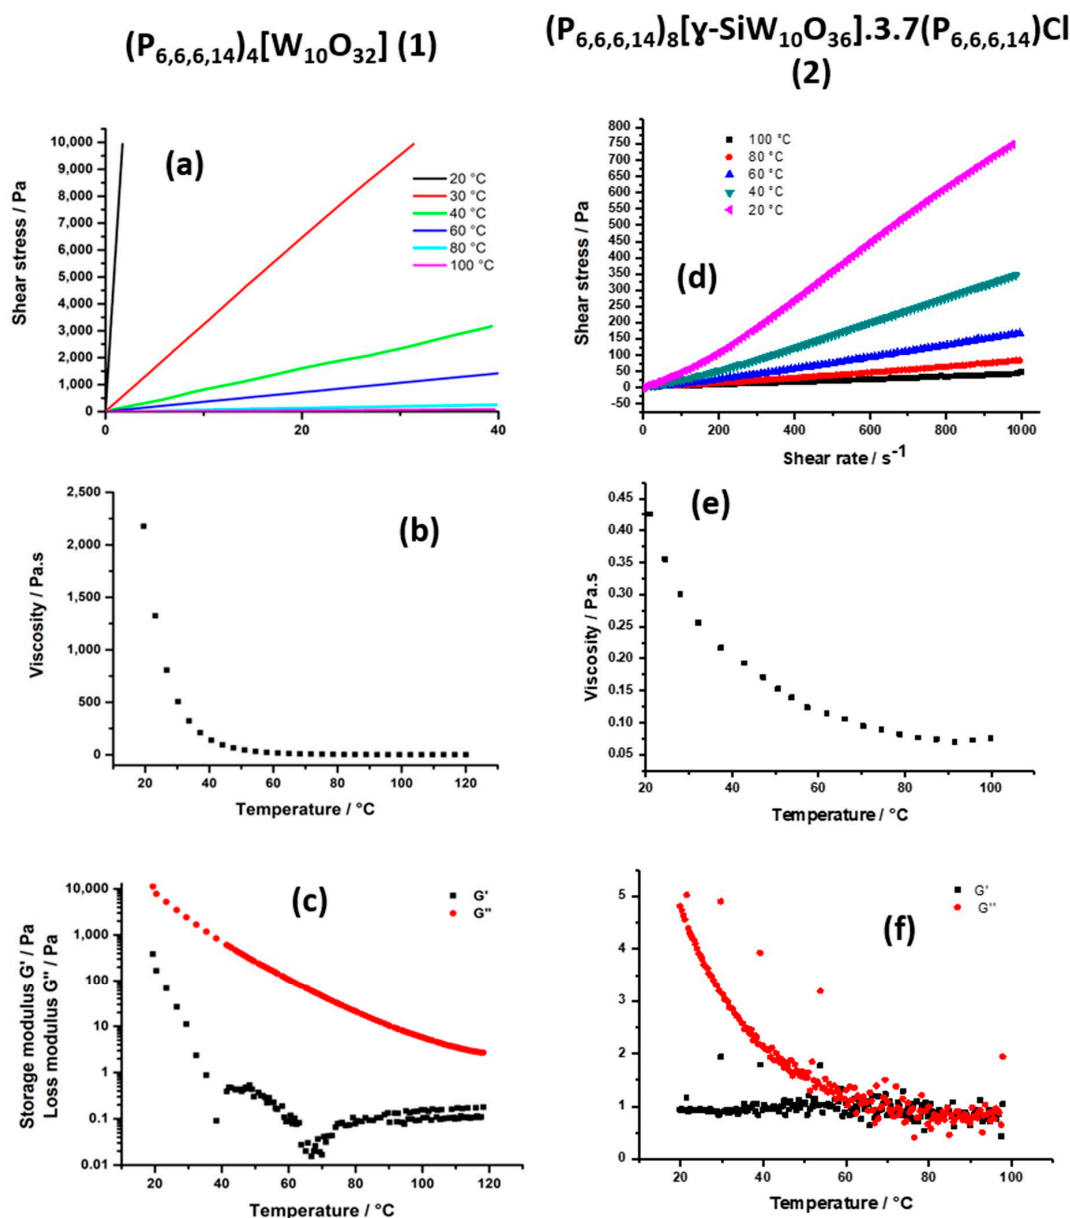 (P6,6,6,14)4[W10O32] (1)
(P6,6,6,14)8[ɣ-SiW10O36].3.7(P6,6,6,14)Cl
(2)
(a)
Shear stress / Pa
10,000
9,000
8,000
7,000
6,000
5,000
4,000
3,000
2,000
1,000
0
20 °C
30 °C
40 °C
60 °C
80 °C
100 °C
0 20 40
(d)
Shear stress / Pa
800
750
700
650
600
550
500
450
400
350
300
250
200
150
100
50
0
-50
100 °C
80 °C
60 °C
40 °C
20 °C
0 200 400 600 800 1000
Shear rate / s-1
(b)
Viscosity / Pa.s
2,500
2,000
1,500
1,000
500
0
20 40 60 80 100 120
Temperature / °C
(e)
Viscosity / Pa.s
0.45
0.40
0.35
0.30
0.25
0.20
0.15
0.10
0.05
20 40 60 80 100
Temperature / °C
(c)
Storage modulus G' / Pa
Loss modulus G'' / Pa
10,000
1,000
100
10
1
0.1
0.01
G'
G''
20 40 60 80 100 120
Temperature / °C
(f)
5
4
3
2
1
0
G'
G''
20 40 60 80 100
Temperature / °C